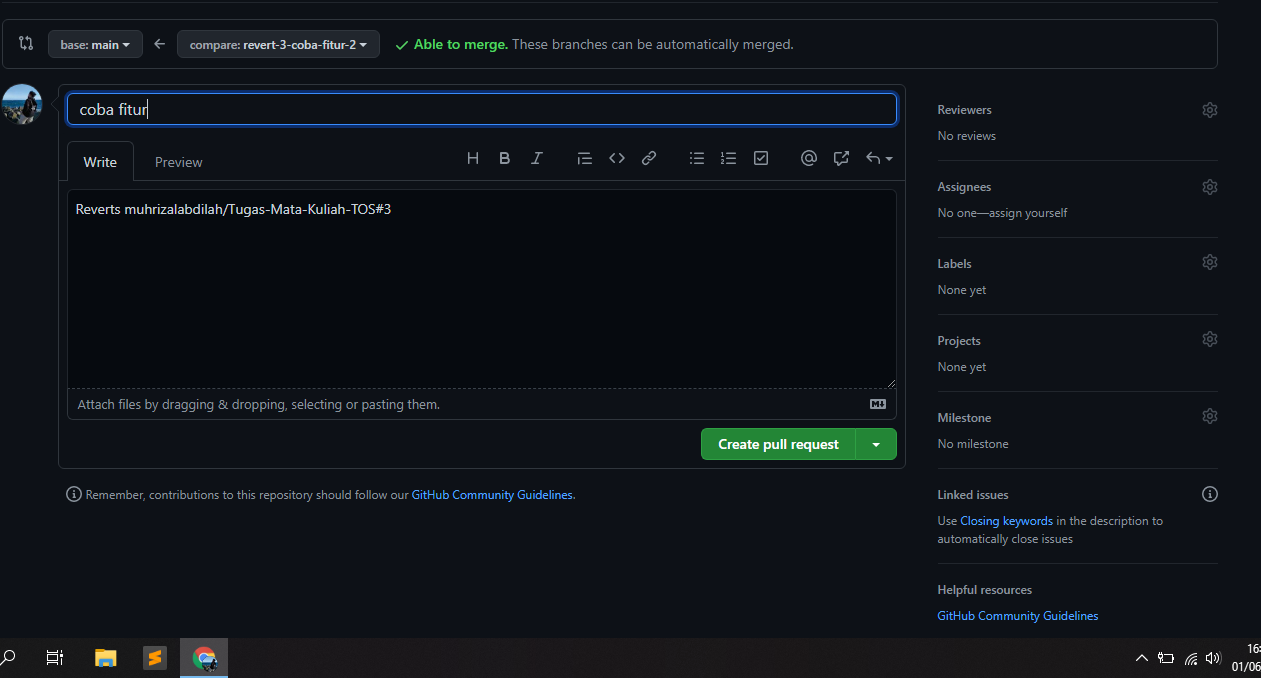 base: main
compare: revert-3-coba-fitur-2
Able to merge. These branches can be automatically merged.
coba fitur
Write
Preview
Reverts muhrizalabdilah/Tugas-Mata-Kuliah-TOS#3
Attach files by dragging & dropping, selecting or pasting them.
Create pull request
Remember, contributions to this repository should follow our GitHub Community Guidelines.
Reviewers
No reviews
Assignees
No one—assign yourself
Labels
None yet
Projects
None yet
Milestone
No milestone
Linked issues
Use Closing keywords in the description to
automatically close issues
Helpful resources
GitHub Community Guidelines
16:
01/06